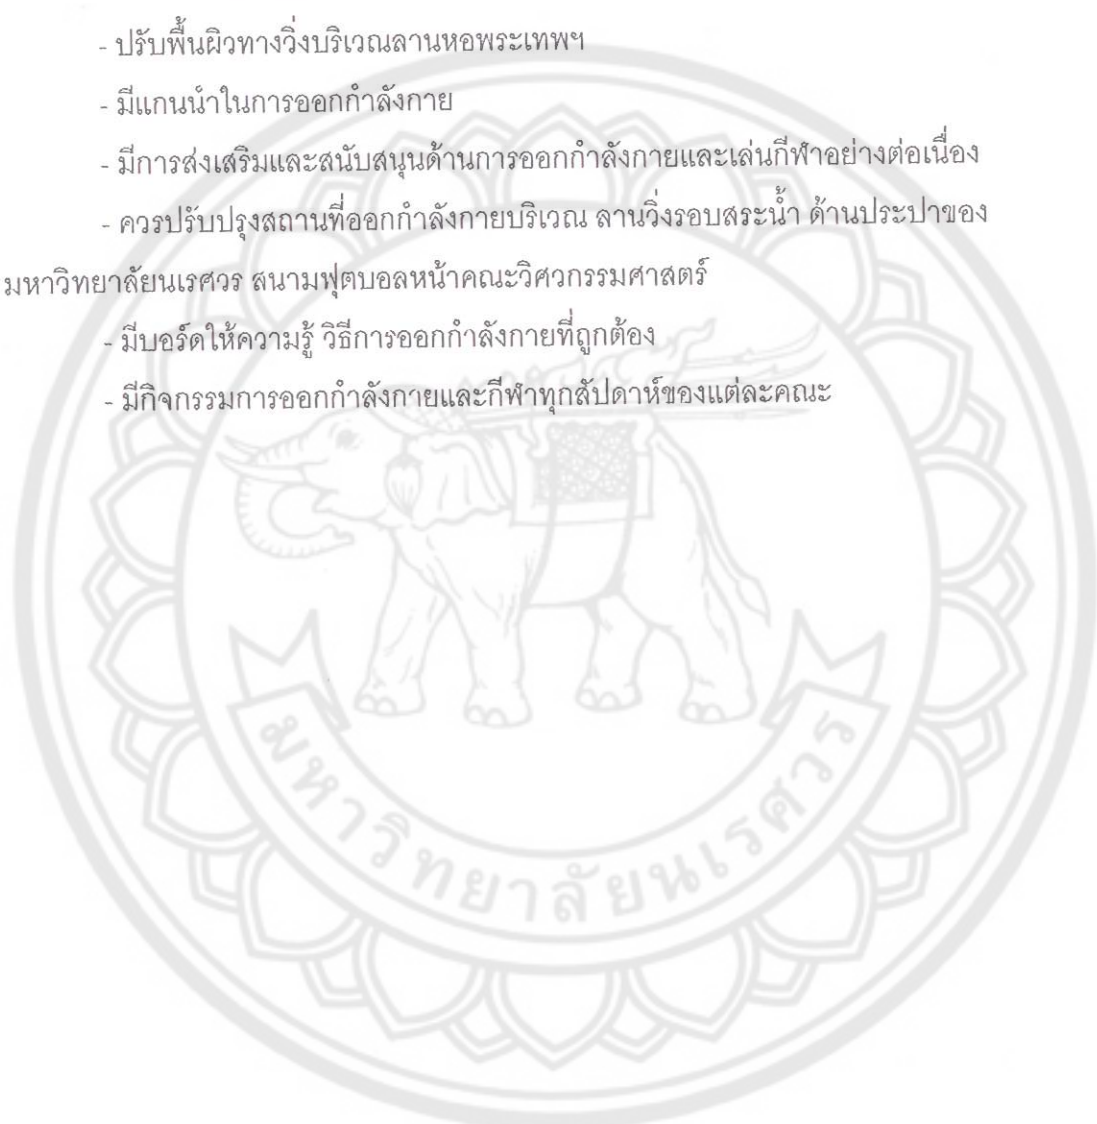 - ปรับพื้นผิวทางวิ่งบริเวณลานหอพระเทพฯ
- มีแกนนำในการออกกำลังกาย
- มีการส่งเสริมและสนับสนุนด้านการออกกำลังกายและเล่นกีฬาอย่างต่อเนื่อง
- ควรปรับปรุงสถานที่ออกกำลังกายบริเวณ ลานวิ่งรอบสระน้ำ ด้านประปาของ
มหาวิทยาลัยนเรศวร สนามฟุตบอลหน้าคณะวิศวกรรมศาสตร์
- มีบอร์ดให้ความรู้ วิธีการออกกำลังกายที่ถูกต้อง
- มีกิจกรรมการออกกำลังกายและกีฬาทุกสัปดาห์ของแต่ละคณะ
มหาวิทยาลัยนเรศวร